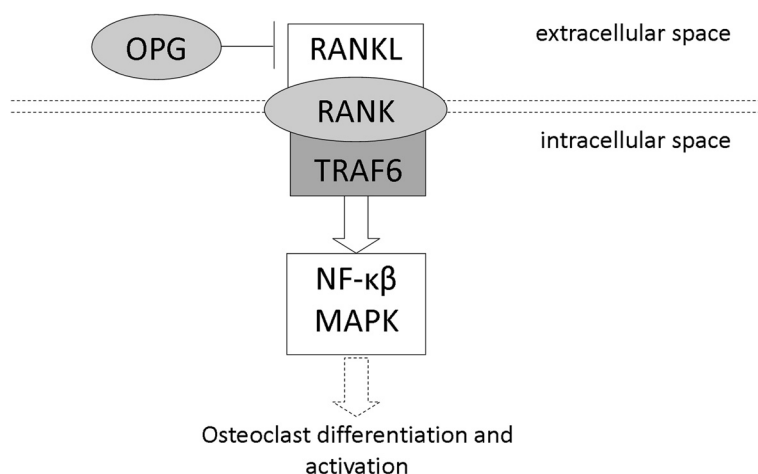 OPG
RANKL
extracellular space
RANK
intracellular space
TRAF6
NF-κβ
MAPK
Osteoclast differentiation and
activation